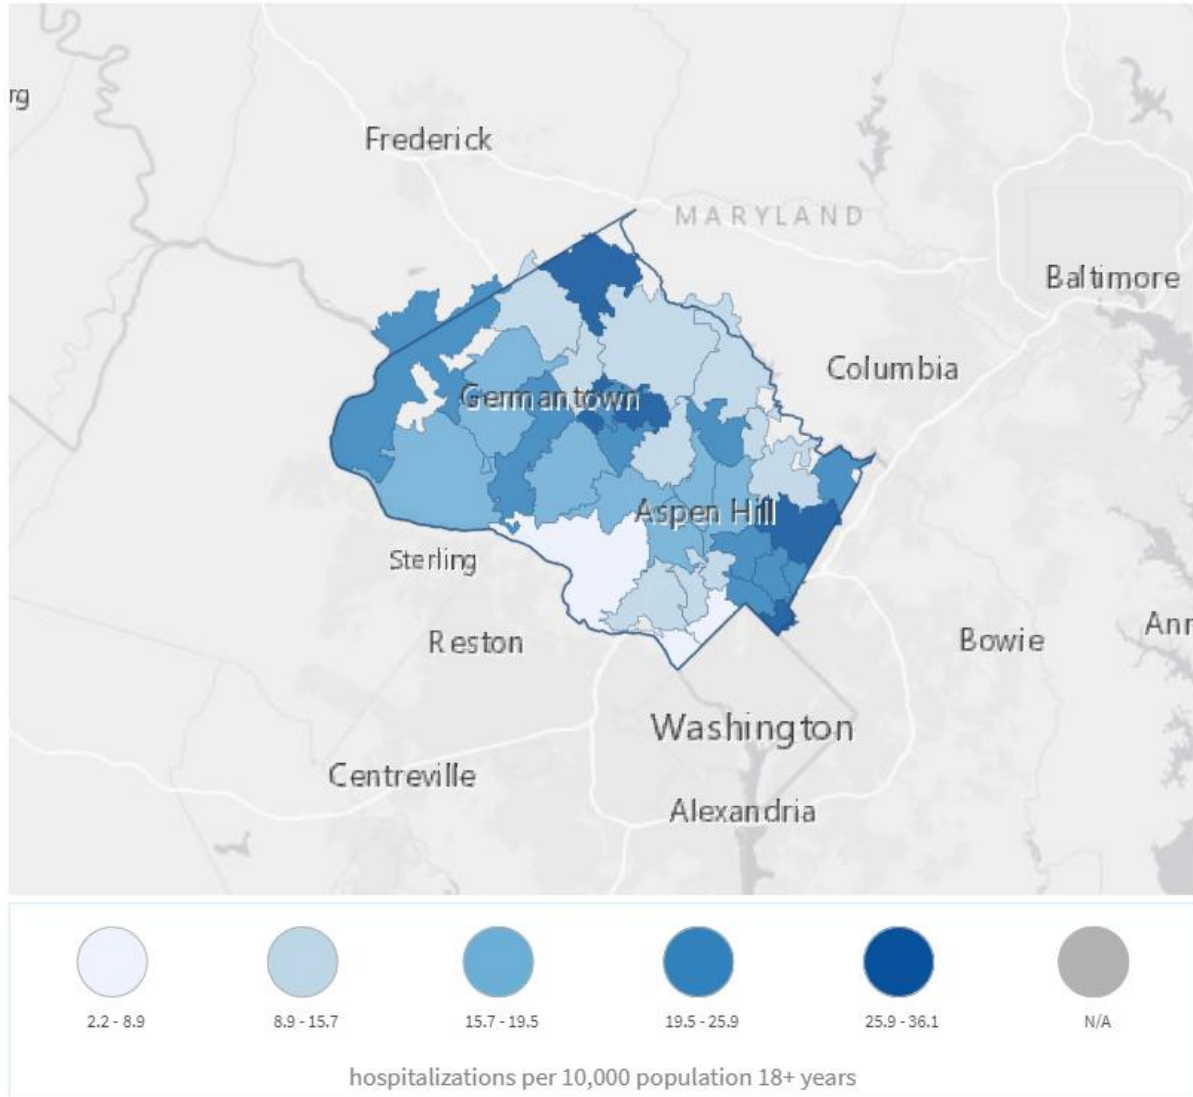 rg
Frederick
MARYLAND
Baltimore
Columbia
Germantown
Aspen Hill
Sterling
Reston
Bowie
Ann
Washington
Centreville
Alexandria
2.2 - 8.9
8.9 - 15.7
15.7 - 19.5
19.5 - 25.9
25.9 - 36.1
N/A
hospitalizations per 10,000 population 18+ years